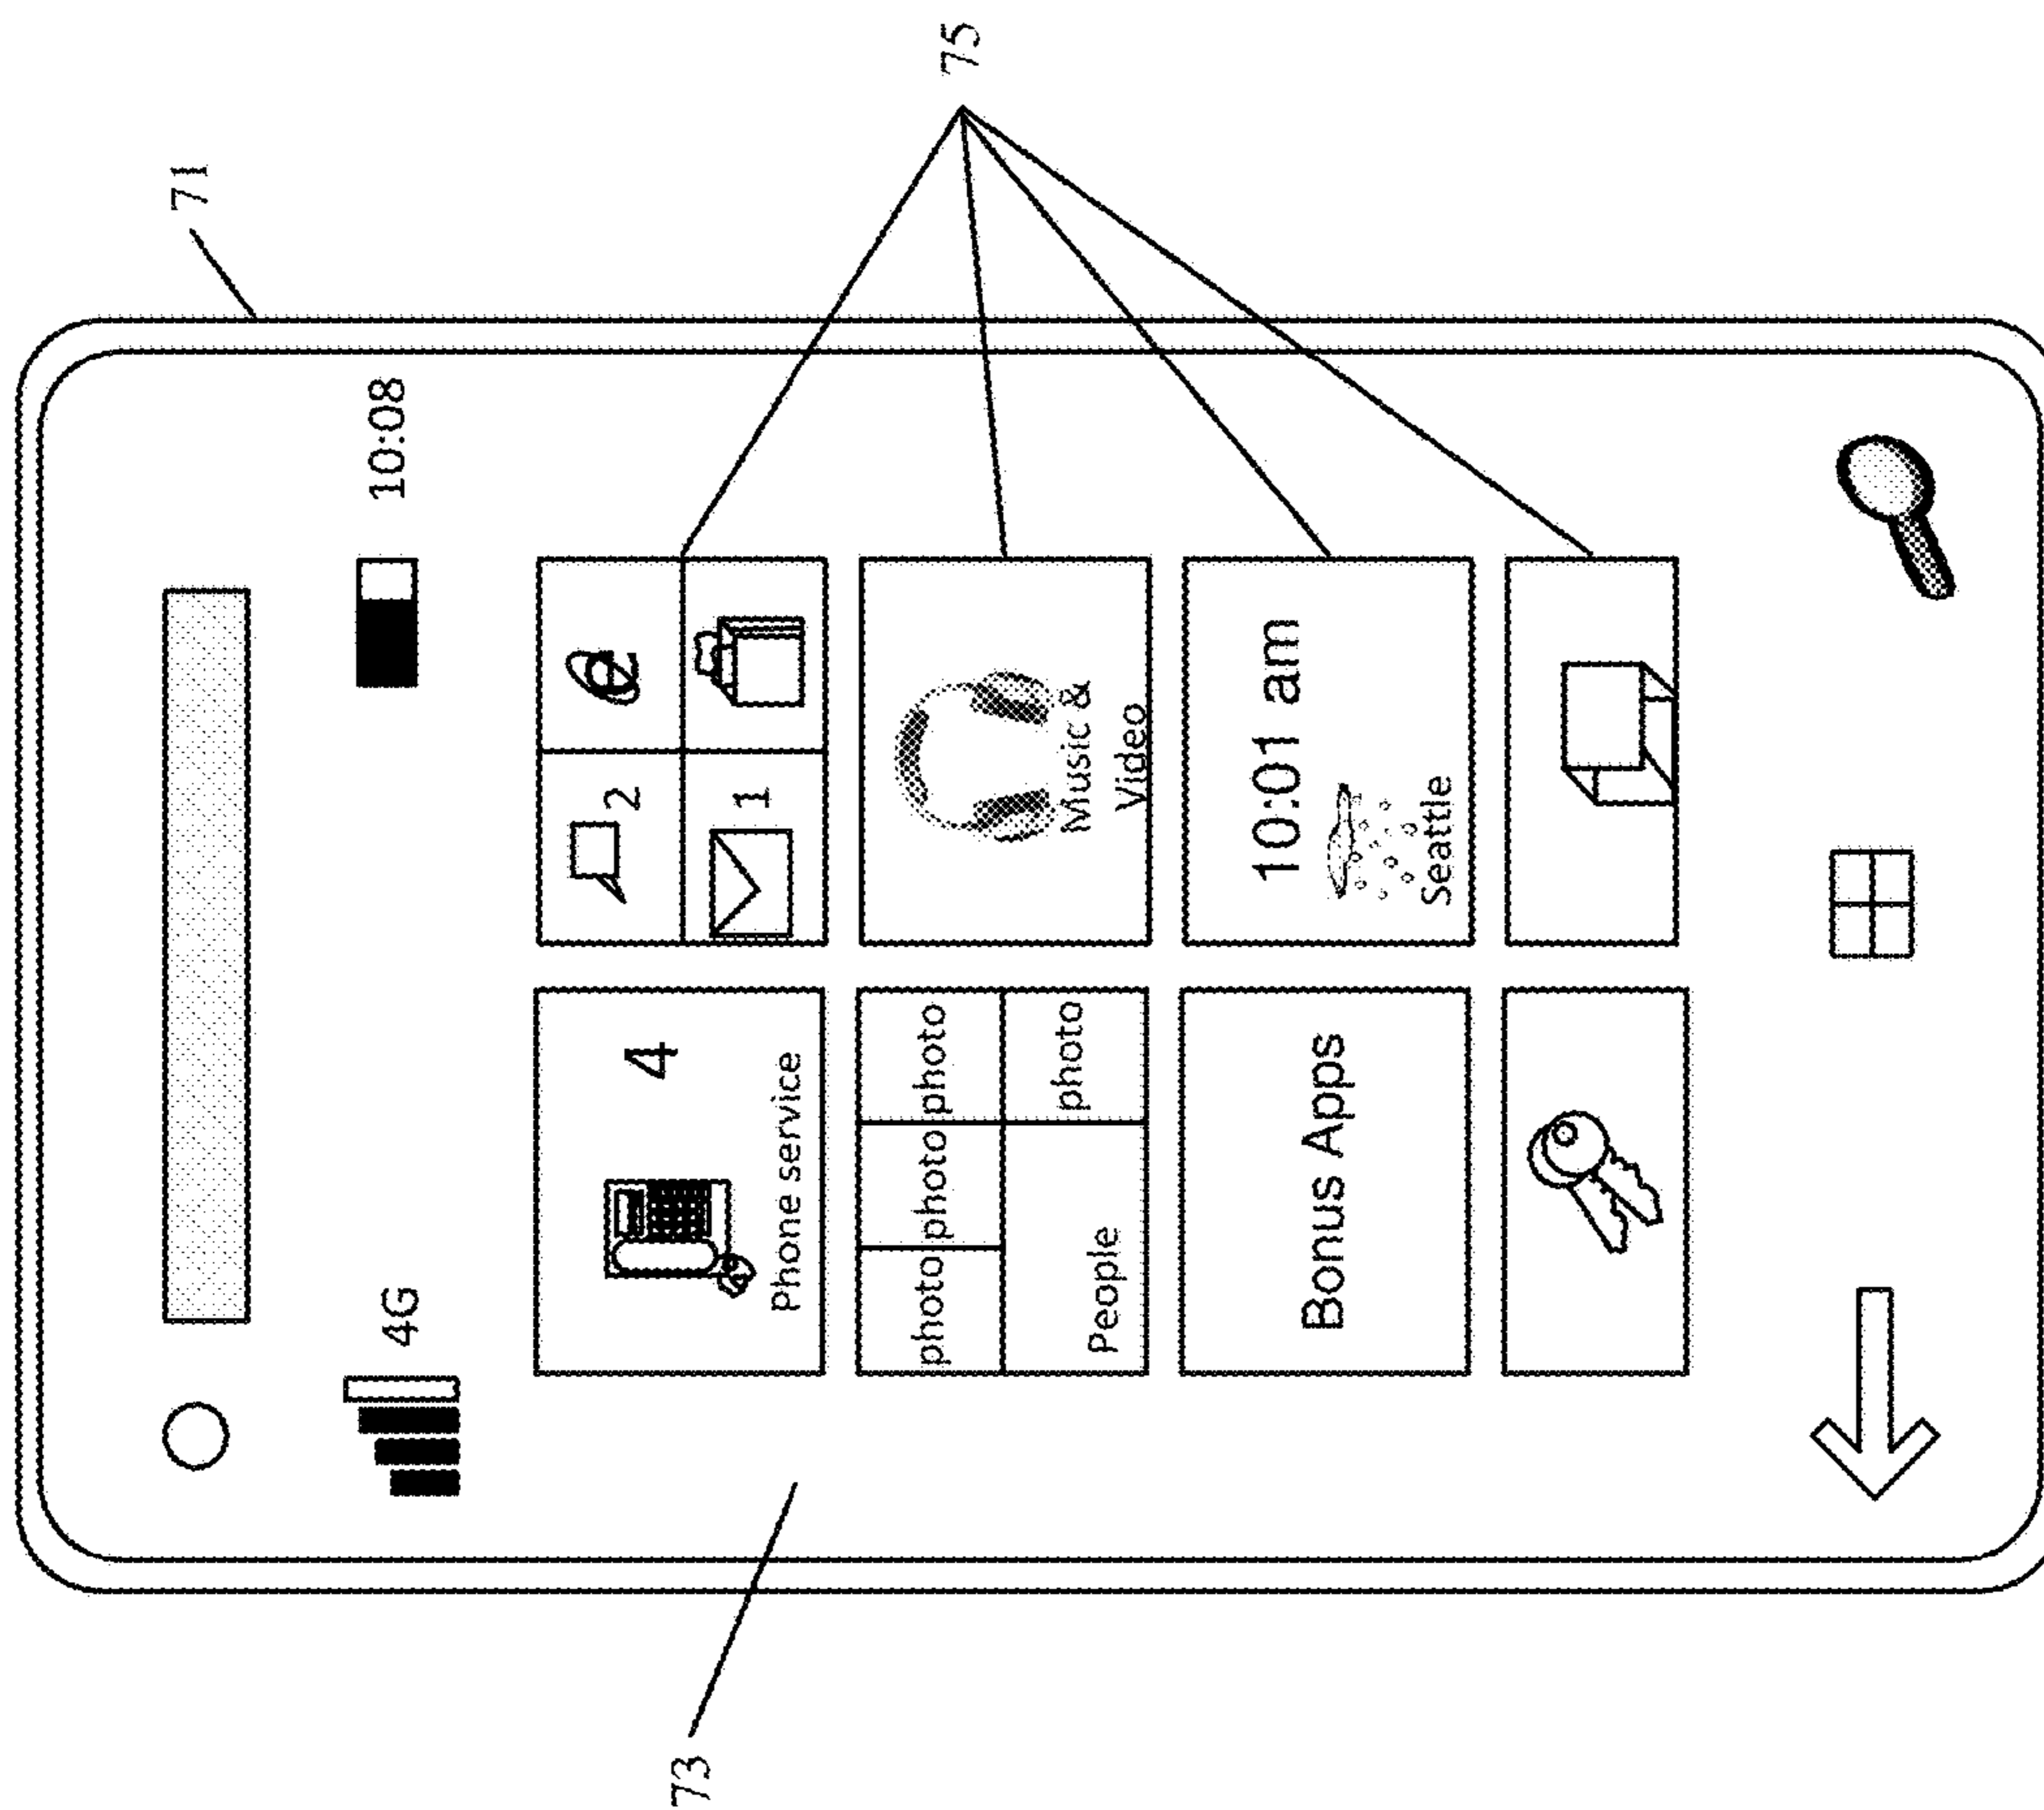 71
4G
10:08
4
Phone service
2
e
1
photo
photo
photo
People
photo
Music &
Video
75
Bonus Apps
10:01 am
Seattle
73